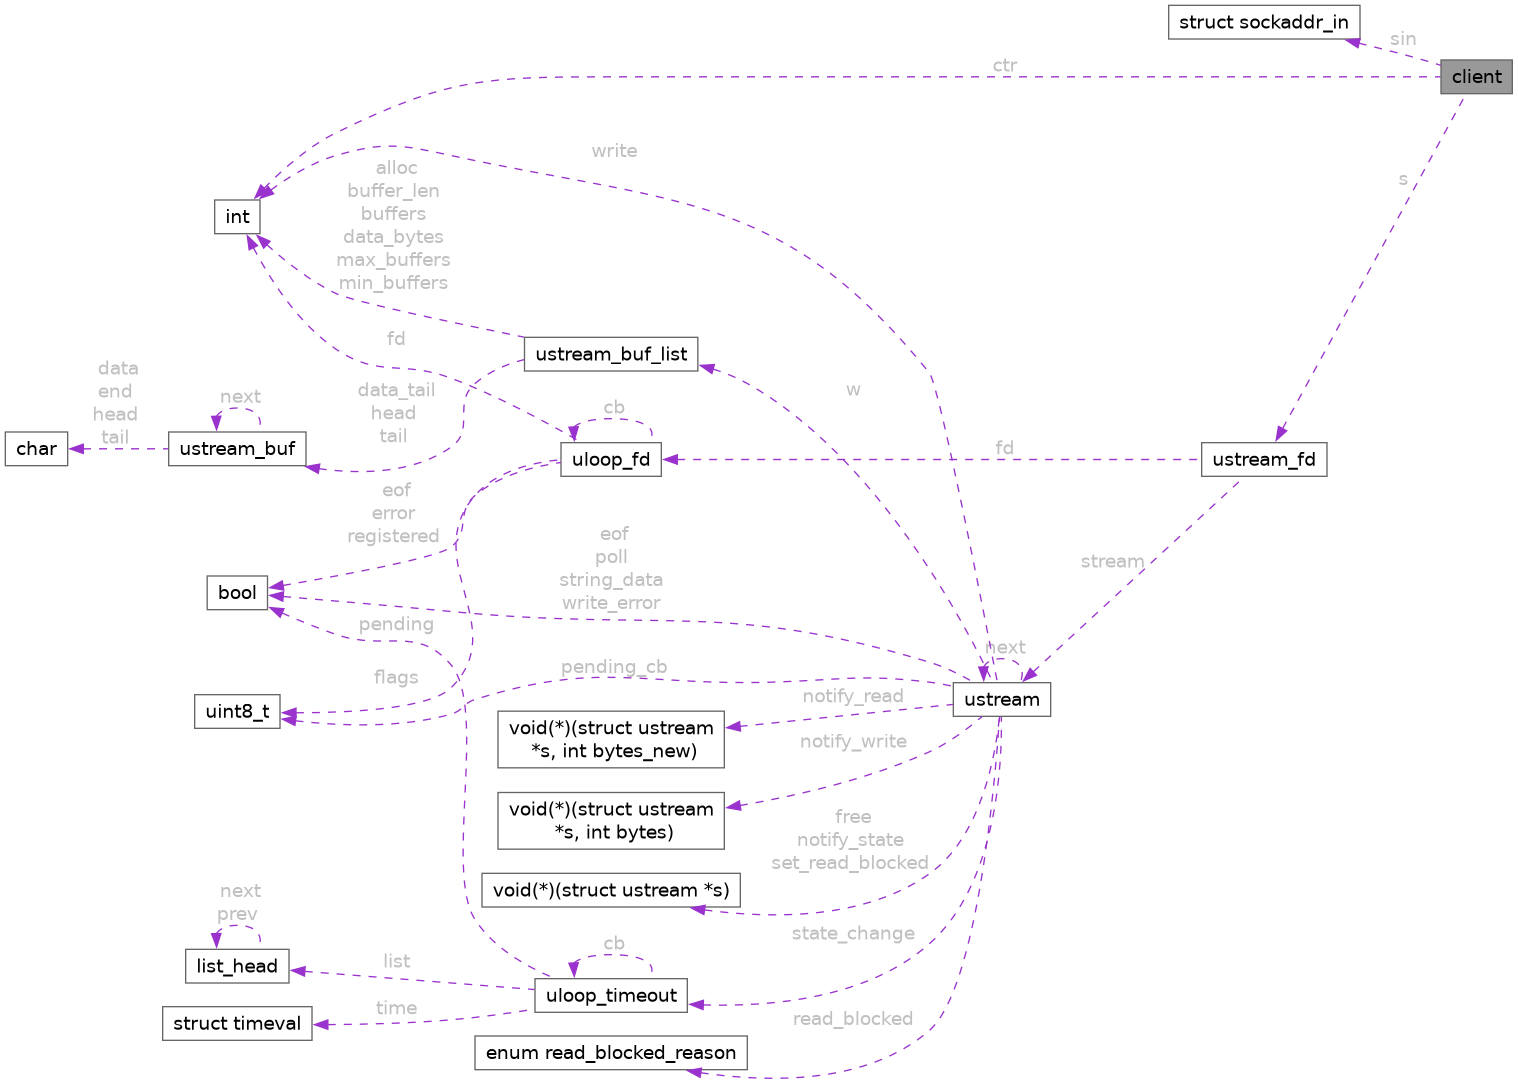 struct sockaddr_in
sin
ctr
client
write
alloc
buffer_len
buffers
data_bytes
max_buffers
min_buffers
s
int
fd
ustream_buf_list
data
end
head
tail
next
data_tail
head
tail
cb
w
char
ustream_buf
uloop_fd
fd
ustream_fd
eof
error
registered
eof
poll
string_data
write_error
stream
bool
pending
next
flags
pending_cb
uint8_t
notify_read
ustream
void(*)(struct ustream
*s, int bytes_new)
notify_write
void(*)(struct ustream
*s, int bytes)
free
notify_state
set_read_blocked
void(*)(struct ustream *s)
next
prev
state_change
cb
list_head
list
uloop_timeout
time
struct timeval
read_blocked
enum read_blocked_reason